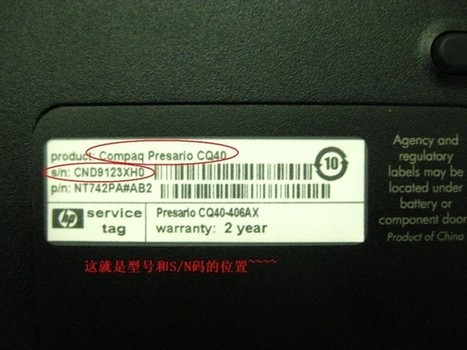 product: Compaq Presario CQ40
s/n: CND9123XH0
p/n: NT742PA#AB2
10
hp service tag
Presario CQ40-406AX
warranty: 2 year
Agency and
regulatory
labels may be
located under
battery or
component door
Product of China
这就是型号和S/N码的位置~~~~